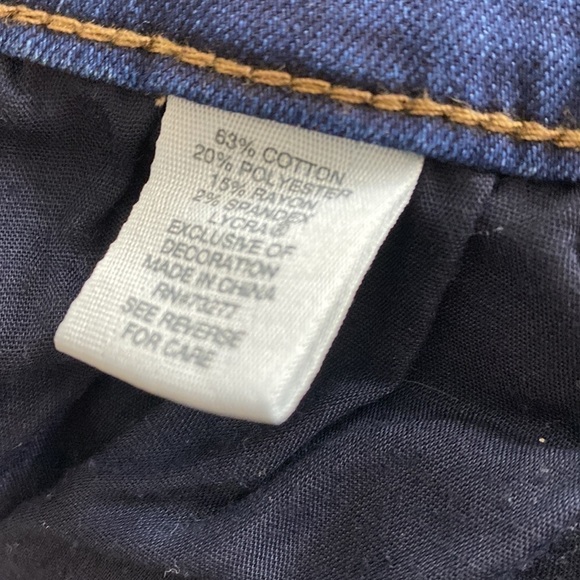 63% COTTON
20% POLYESTER
15% RAYON
2% SPANDEX
LYCRA®
EXCLUSIVE OF
DECORATION
MADE IN CHINA
RN#73277
SEE REVERSE
FOR CARE